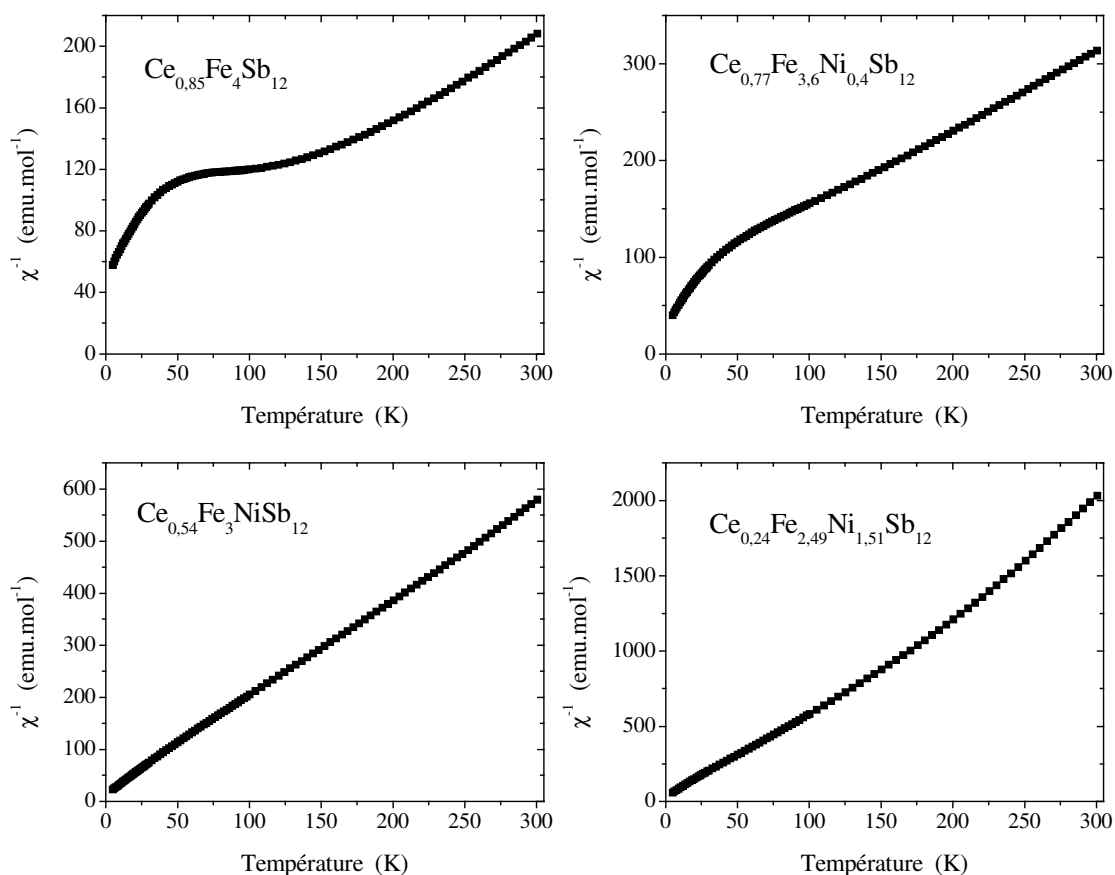 Ce0,85Fe4Sb12
χ-1 (emu.mol-1)
200
160
120
80
40
0
0 50 100 150 200 250 300
Température (K)
Ce0,77Fe3,6Ni0,4Sb12
χ-1 (emu.mol-1)
300
200
100
0
0 50 100 150 200 250 300
Température (K)
Ce0,54Fe3NiSb12
χ-1 (emu.mol-1)
600
500
400
300
200
100
0
0 50 100 150 200 250 300
Température (K)
Ce0,24Fe2,49Ni1,51Sb12
χ-1 (emu.mol-1)
2000
1500
1000
500
0
0 50 100 150 200 250 300
Température (K)